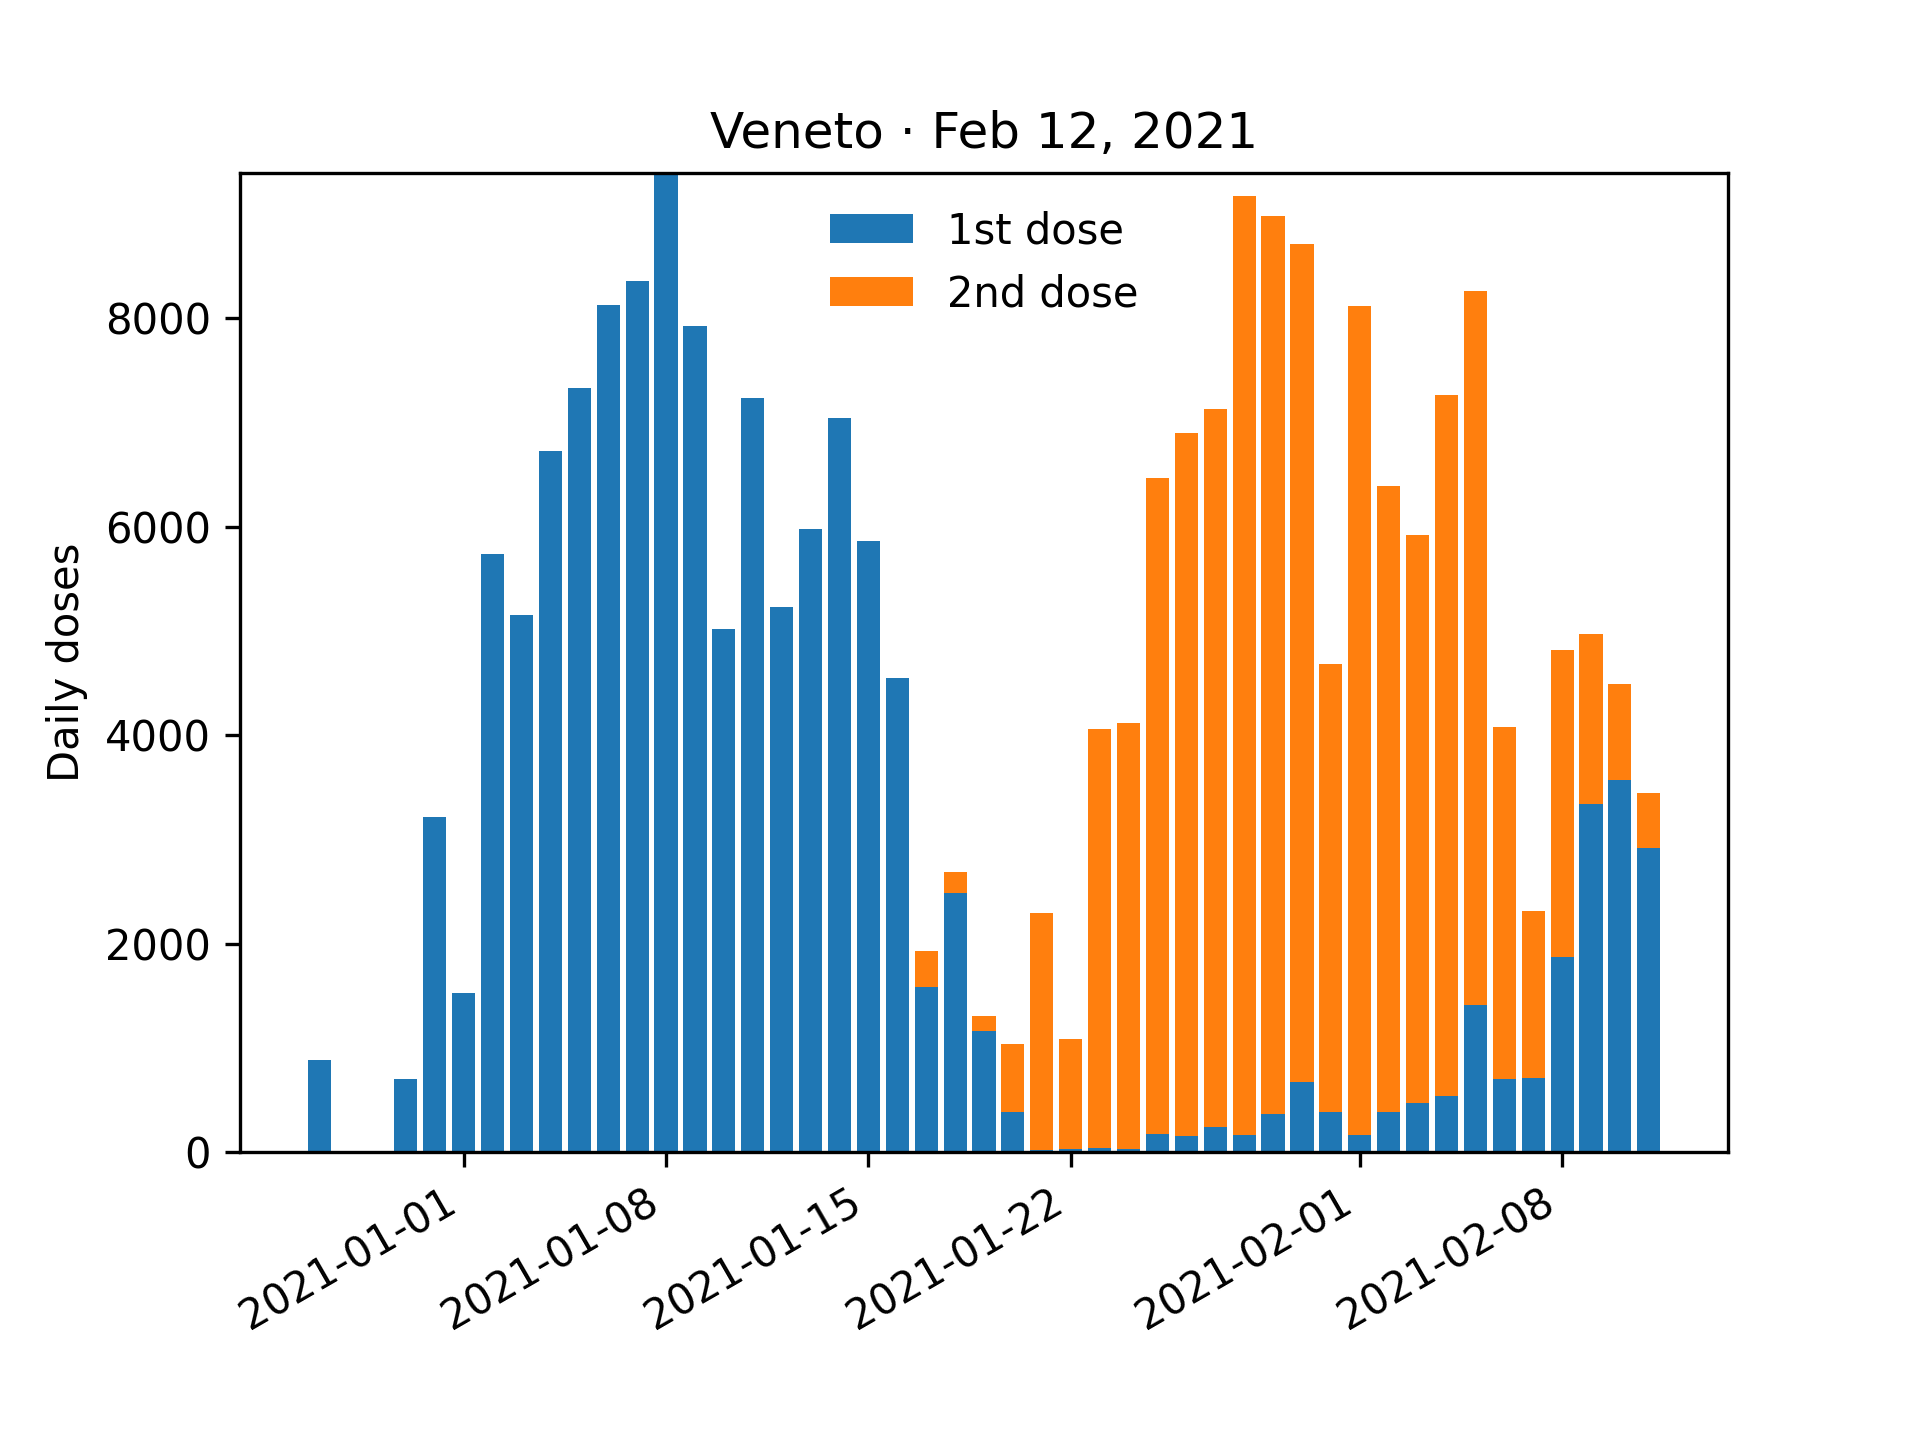 Veneto · Feb 12, 2021
1st dose
2nd dose
Daily doses
8000
6000
4000
2000
0
2021-01-01
2021-01-08
2021-01-15
2021-01-22
2021-02-01
2021-02-08